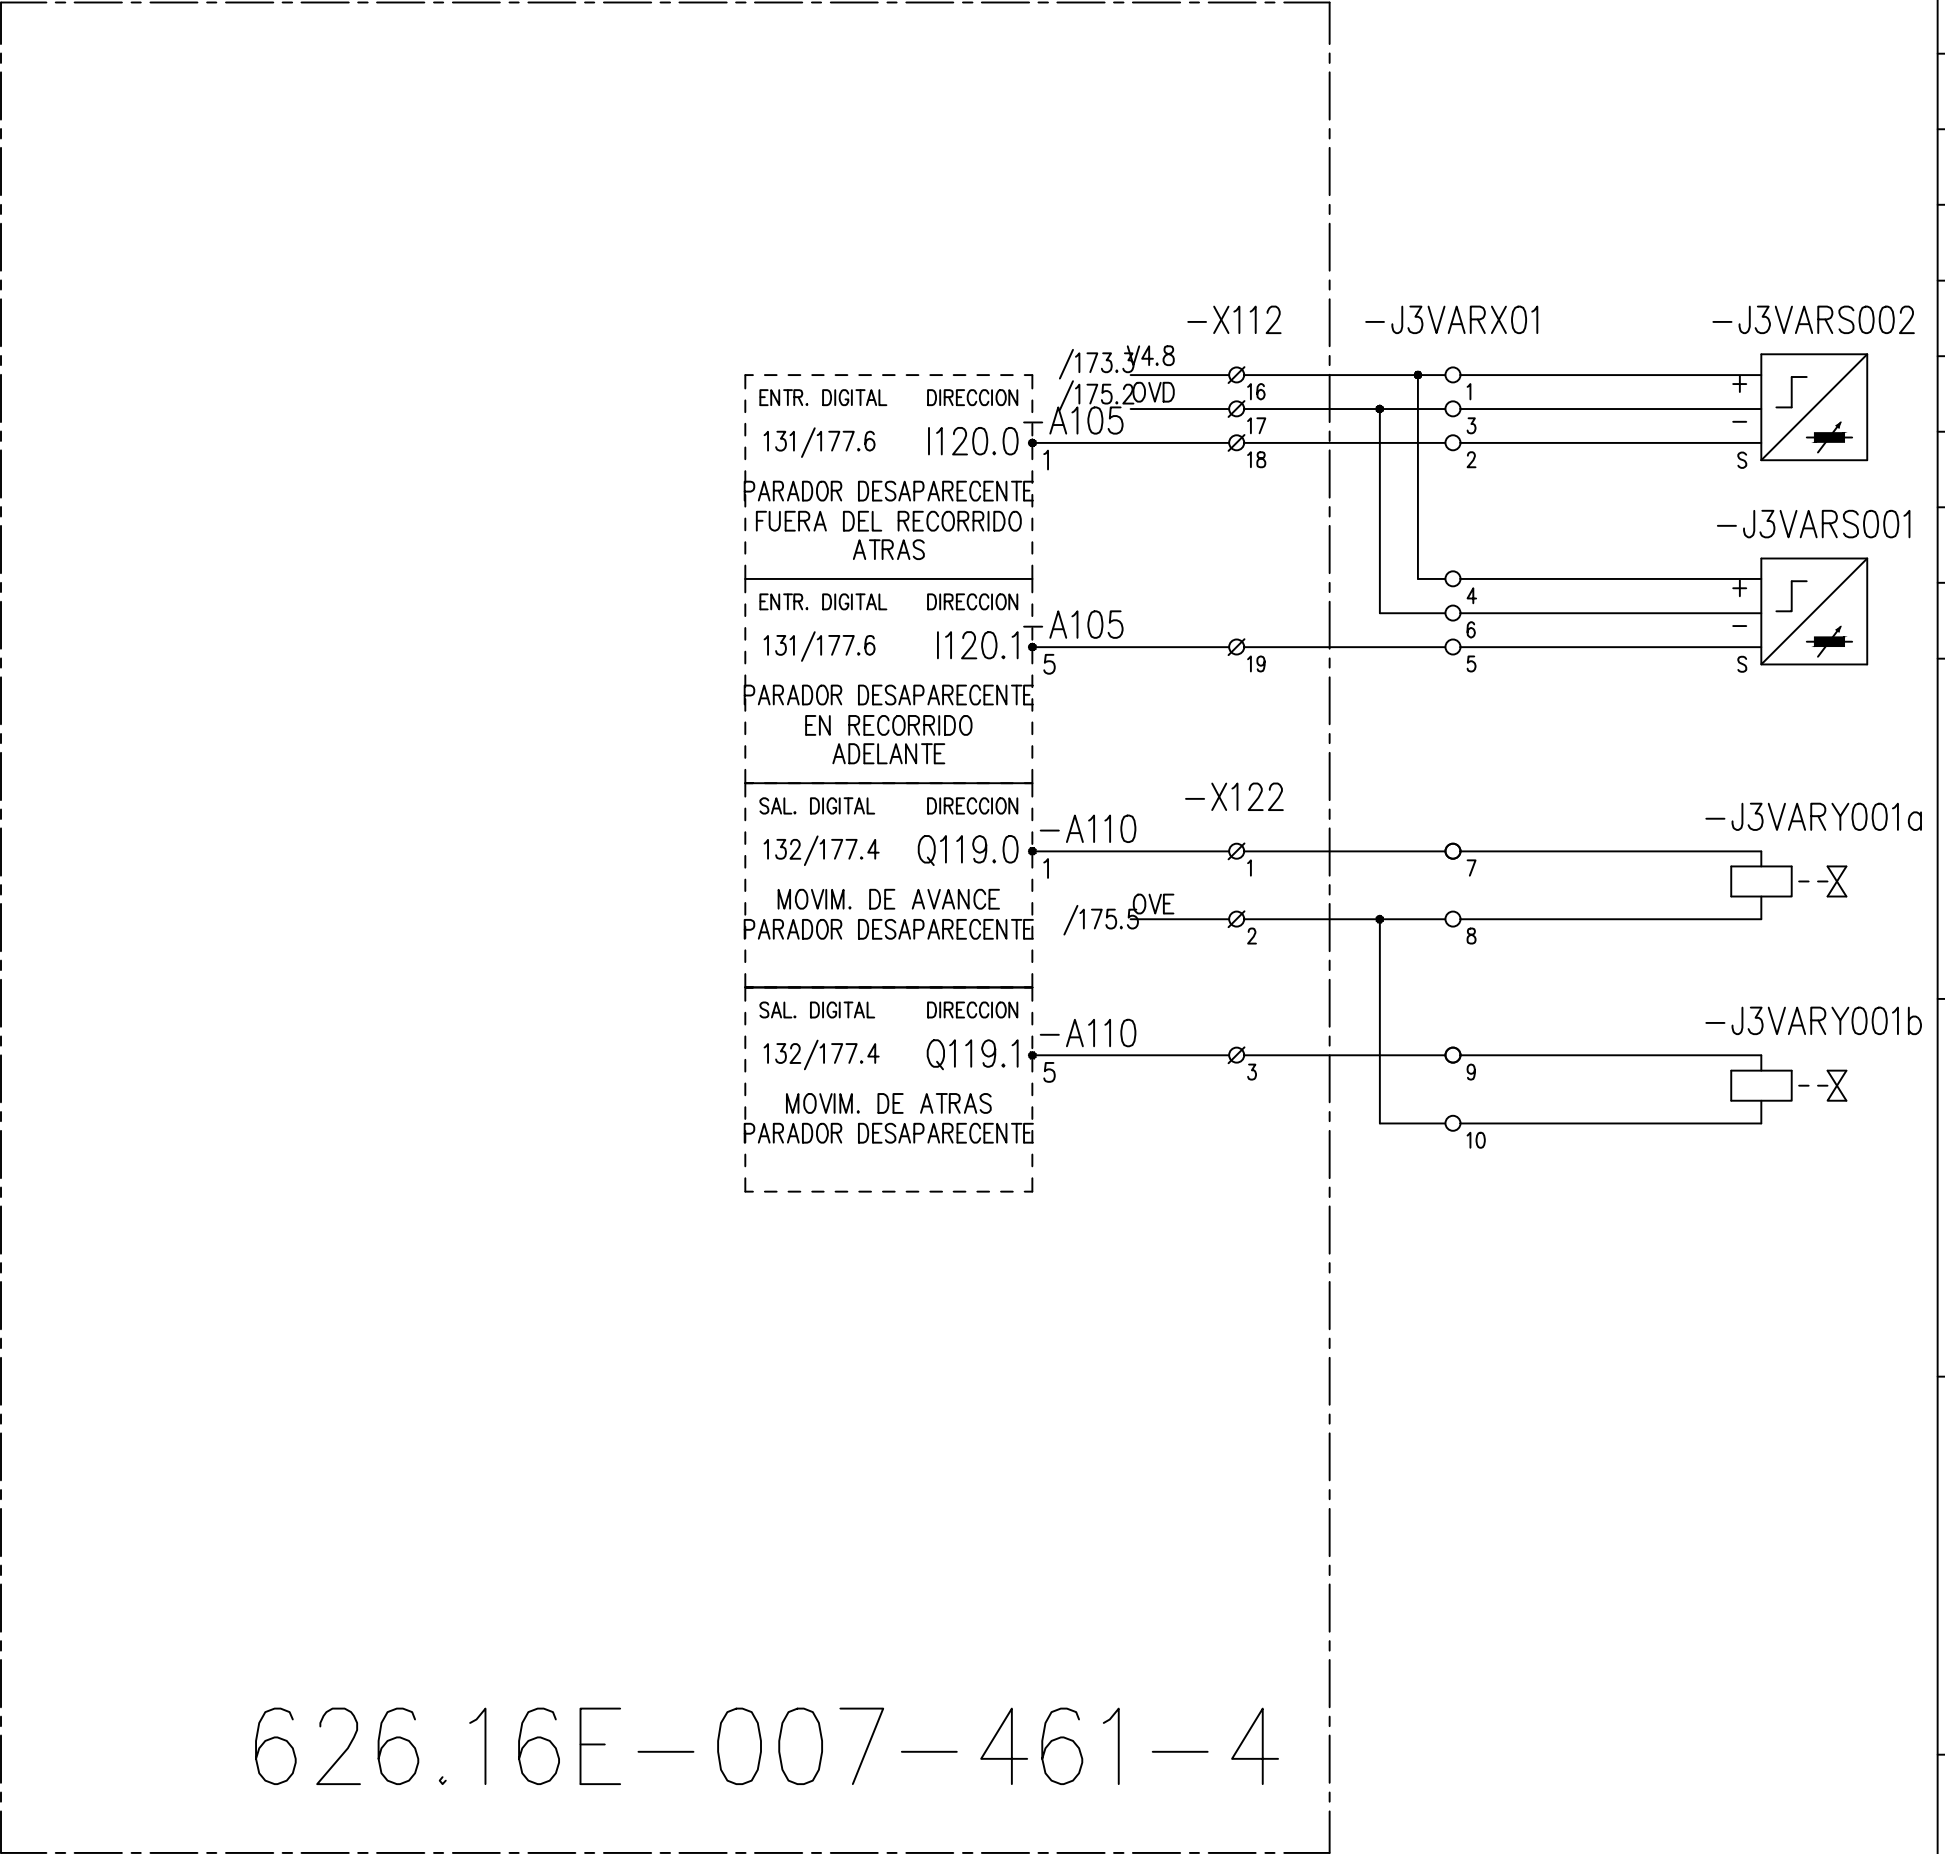 -X112
-J3VARX01
-J3VARS002
/173.3
V4.8
16
1
+
/175.2
0VD
17
3
-
ENTR. DIGITAL DIRECCION
131/177.6 I120.0
-A105
1
18
2
S
PARADOR DESAPARECENTE
FUERA DEL RECORRIDO
ATRAS
-J3VARS001
4
+
6
-
ENTR. DIGITAL DIRECCION
131/177.6 I120.1
-A105
5
19
5
S
PARADOR DESAPARECENTE
EN RECORRIDO
ADELANTE
-X122
-J3VARY001a
SAL. DIGITAL DIRECCION
132/177.4 Q119.0
-A110
1
1
7
MOVIM. DE AVANCE
PARADOR DESAPARECENTE
/175.5
0VE
2
8
-J3VARY001b
SAL. DIGITAL DIRECCION
132/177.4 Q119.1
-A110
5
3
9
MOVIM. DE ATRAS
PARADOR DESAPARECENTE
10
626.16E-007-461-4